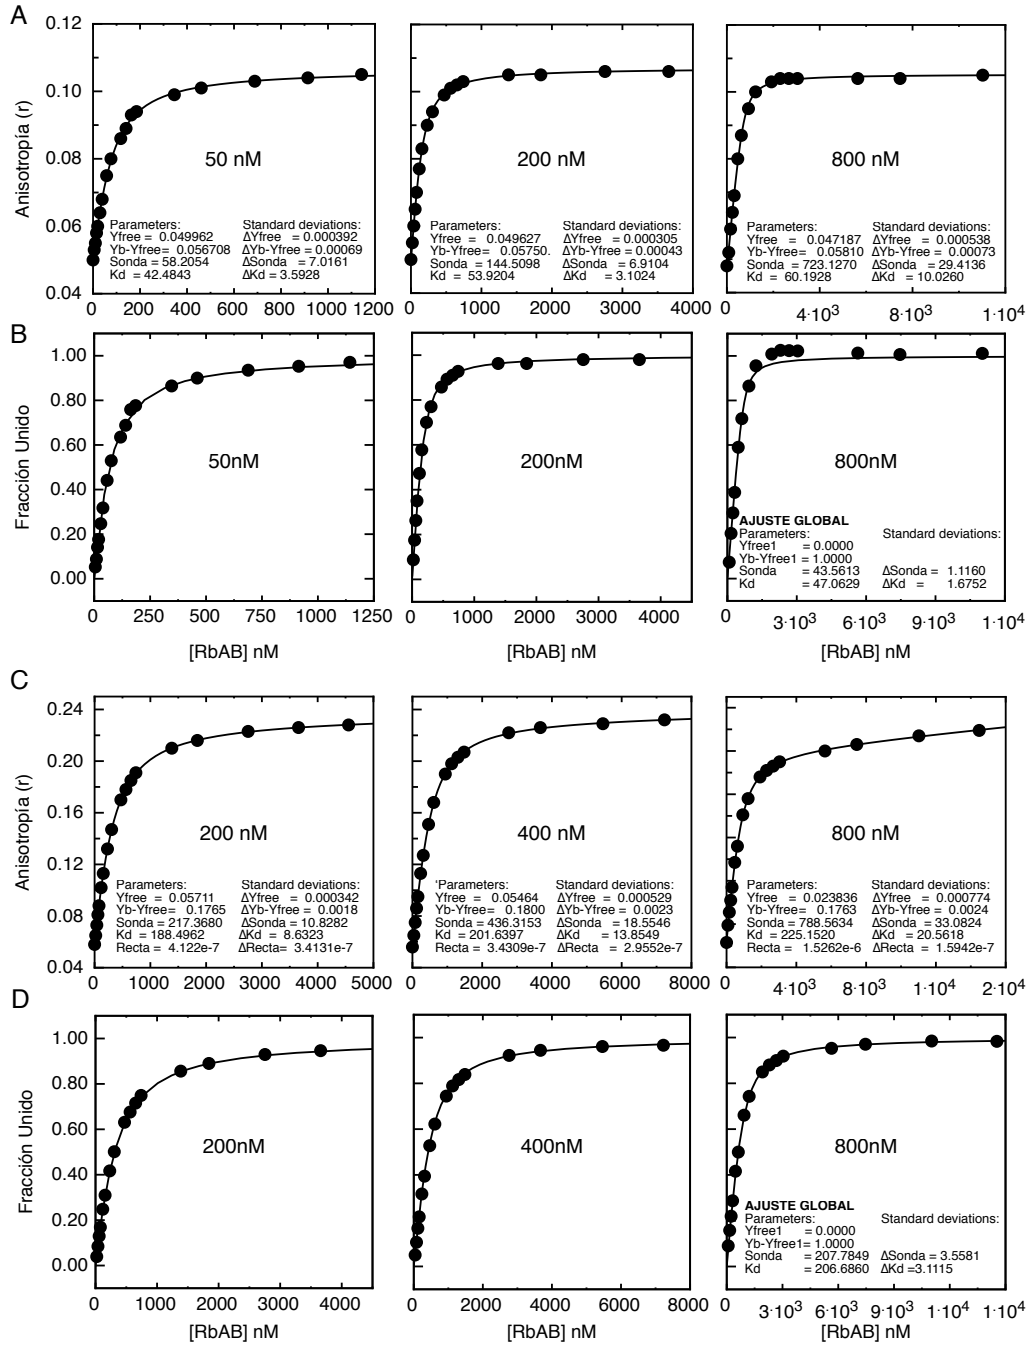 A
0.12
0.10
0.08
0.06
0.04
Anisotropía (r)
50 nM
Parameters: Standard deviations:
Yfree = 0.049962 ΔYfree = 0.000392
Yb-Yfree= 0.056708 ΔYb-Yfree= 0.00069
Sonda = 58.2054 ΔSonda = 7.0161
Kd = 42.4843 ΔKd = 3.5928
0 200 400 600 800 1000 1200
200 nM
Parameters: Standard deviations:
Yfree = 0.049627 ΔYfree = 0.000305
Yb-Yfree= 0.05750. ΔYb-Yfree= 0.00043
Sonda = 144.5098 ΔSonda = 6.9104
Kd = 53.9204 ΔKd = 3.1024
0 1000 2000 3000 4000
800 nM
Parameters: Standard deviations:
Yfree = 0.047187 ΔYfree = 0.000538
Yb-Yfree= 0.05810 ΔYb-Yfree= 0.00073
Sonda = 723.1270 ΔSonda = 29.4136
Kd = 60.1928 ΔKd = 10.0260
0 4·10³ 8·10³ 1·10⁴
B
1.00
0.80
0.60
0.40
0.20
0.00
Fracción Unido
50nM
0 250 500 750 1000 1250
[RbAB] nM
200nM
0 1000 2000 3000 4000
[RbAB] nM
800nM
AJUSTE GLOBAL
Parameters: Standard deviations:
Yfree1 = 0.0000
Yb-Yfree1 = 1.0000
Sonda = 43.5613 ΔSonda = 1.1160
Kd = 47.0629 ΔKd = 1.6752
0 3·10³ 6·10³ 9·10³ 1·10⁴
[RbAB] nM
C
0.24
0.20
0.16
0.12
0.08
0.04
Anisotropía (r)
200 nM
Parameters: Standard deviations:
Yfree = 0.05711 ΔYfree = 0.000342
Yb-Yfree= 0.1765 ΔYb-Yfree= 0.0018
Sonda = 217.3680 ΔSonda = 10.8282
Kd = 188.4962 ΔKd = 8.6323
Recta = 4.122e-7 ΔRecta= 3.4131e-7
0 1000 2000 3000 4000 5000
400 nM
'Parameters: Standard deviations:
Yfree = 0.05464 ΔYfree = 0.000529
Yb-Yfree= 0.1800 ΔYb-Yfree= 0.0023
Sonda = 436.3153 ΔSonda = 18.5546
Kd = 201.6397 ΔKd = 13.8549
Recta = 3.4309e-7 ΔRecta = 2.9552e-7
0 2000 4000 6000 8000
800 nM
Parameters: Standard deviations:
Yfree = 0.023836 ΔYfree = 0.000774
Yb-Yfree= 0.1763 ΔYb-Yfree= 0.0024
Sonda = 788.5634 ΔSonda = 33.0824
Kd = 225.1520 ΔKd = 20.5618
Recta = 1.5262e-6 ΔRecta = 1.5942e-7
0 4·10³ 8·10³ 1·10⁴ 2·10⁴
D
1.00
0.80
0.60
0.40
0.20
0.00
Fracción Unido
200nM
0 1000 2000 3000 4000
[RbAB] nM
400nM
0 2000 4000 6000 8000
[RbAB] nM
800nM
AJUSTE GLOBAL
Parameters: Standard deviations:
Yfree1 = 0.0000
Yb-Yfree1= 1.0000
Sonda = 207.7849 ΔSonda = 3.5581
Kd = 206.6860 ΔKd =3.1115
0 3·10³ 6·10³ 9·10³ 1·10⁴ 1·10⁴
[RbAB] nM